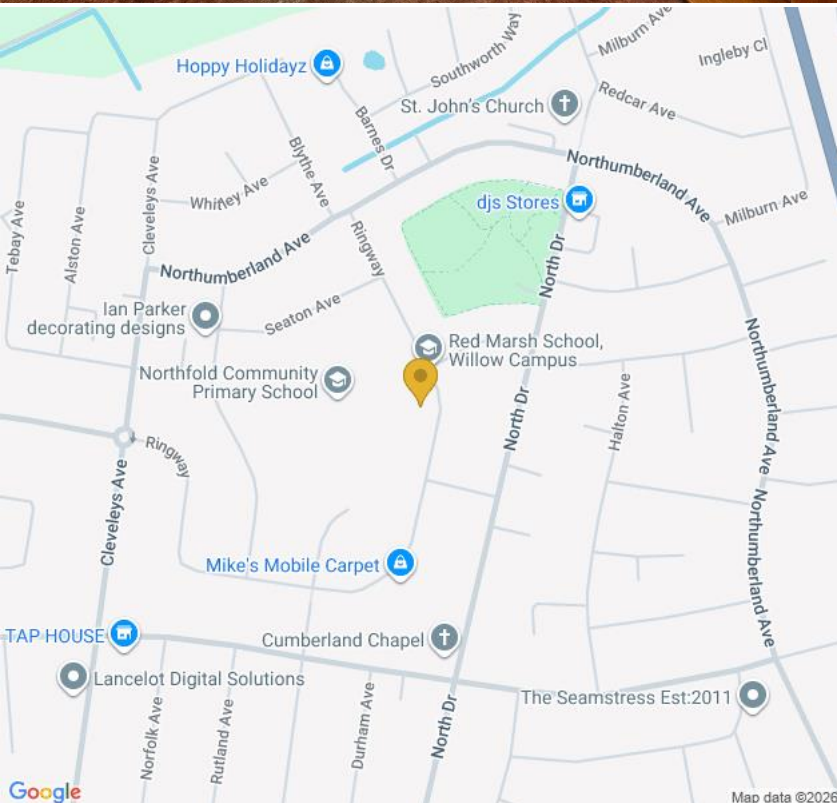 Milburn Ave
Ingleby Cl
Southworth Way
Hoppy Holidayz
St. John's Church
Redcar Ave
Barnes Dr
Blythe Ave
Northumberland Ave
Cleveleys Ave
Whitley Ave
djs Stores
Milburn Ave
Tebay Ave
Alston Ave
Ringway
North Dr
Northumberland Ave
Ian Parker
decorating designs
Seaton Ave
Red Marsh School,
Willow Campus
Northumberland Ave
Northfold Community
Primary School
Halton Ave
North Dr
Ringway
Cleveleys Ave
Northumberland Ave
Mike's Mobile Carpet
TAP HOUSE
Cumberland Chapel
Lancelot Digital Solutions
The Seamstress Est:2011
Norfolk Ave
Rutland Ave
Durham Ave
North Dr
Google
Map data ©2026